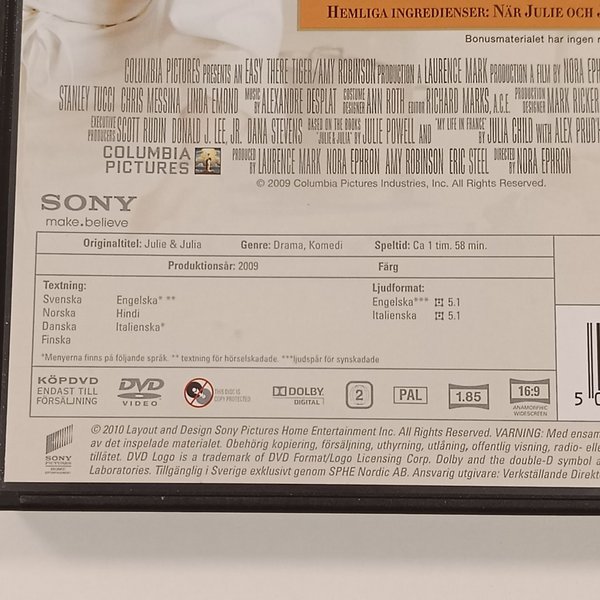 HEMLIGA INGREDIENSER: NÄR JULIE OCH
Bonusmaterialet har ingen
COLUMBIA PICTURES PRESENTS AN EASY THERE TIGER/AMY ROBINSON PRODUCTION A LAURENCE MARK PRODUCTION A FILM BY NORA
STANLEY TUCCI CHRIS MESSINA LINDA EMOND MUSIC BY ALEXANDRE DESPLAT COSTUME DESIGNER ANN ROTH EDITOR RICHARD MARKS, A.C.E. PRODUCTION DESIGNER MARK
EXECUTIVE PRODUCERS SCOTT RUDIN DONALD J. LEE, JR. DANA STEVENS BASED ON THE BOOKS "JULIE & JULIA" BY JULIE POWELL AND "MY LIFE IN FRANCE" BY JULIA CHILD WITH ALEX
COLUMBIA PICTURES PRODUCED BY LAURENCE MARK NORA EPHRON AMY ROBINSON ERIC STEEL DIRECTED BY NORA EPHRON
© 2009 Columbia Pictures Industries, Inc. All Rights Reserved.
SONY
make.believe
Originaltitel: Julie & Julia Genre: Drama, Komedi Speltid: Ca 1 tim. 58 min.
Produktionsår: 2009 Färg
Textning: Ljudformat:
Svenska Engelska* ** Engelska*** 5.1
Norska Hindi Italienska 5.1
Danska Italienska*
Finska
*Menyerna finns på följande språk. ** textning för hörselskadade. ***ljudspår för synskadade
KÖPDVD
ENDAST TILL
FÖRSÄLJNING
DVD
VIDEO
THIS DISC IS
COPY PROTECTED
DOLBY
DIGITAL
2
PAL
1.85
16:9
ANAMORPHIC
WIDESCREEN
5
SONY
PICTURES
HOME
ENTERTAINMENT
© 2010 Layout and Design Sony Pictures Home Entertainment Inc. All Rights Reserved. VARNING: Med
av det inspelade materialet. Obehörig kopiering, försäljning, uthyrning, utlåning, offentlig visning, radio-
tillåtet. DVD Logo is a trademark of DVD Format/Logo Licensing Corp. Dolby and the double-D symbol
Laboratories. Tillgänglig i Sverige exklusivt genom SPHE Nordic AB. Ansvarig utgivare: Verkställande